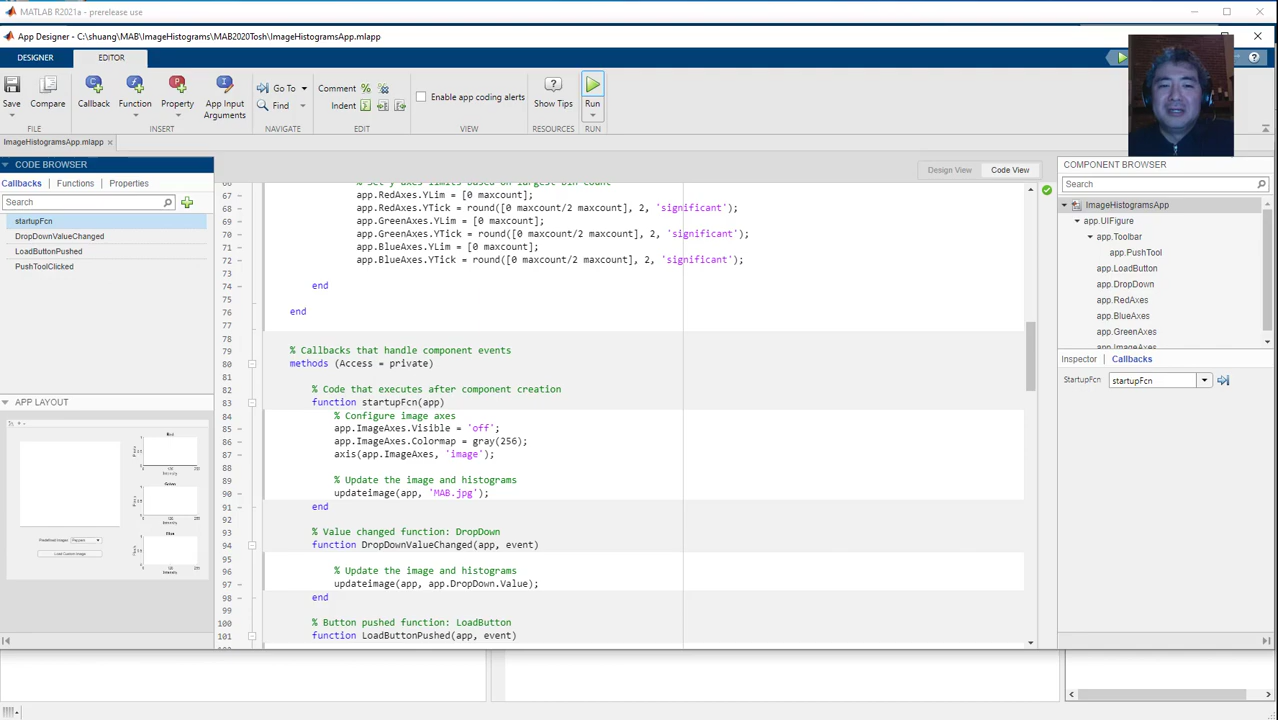 MATLAB R2021a - prerelease use
App Designer - C:\shuang\MAB\ImageHistograms\MAB2020Tosh\ImageHistogramsApp.mlapp
DESIGNER
EDITOR
Save
Compare
Callback
Function
Property
App Input
Arguments
Go To
Find
Comment
Indent
Enable app coding alerts
Show Tips
Run
FILE
INSERT
NAVIGATE
EDIT
VIEW
RESOURCES
RUN
ImageHistogramsApp.mlapp
CODE BROWSER
Callbacks
Functions
Properties
Search
startupFcn
DropDownValueChanged
LoadButtonPushed
PushToolClicked
APP LAYOUT
Design View
Code View
66 % Set y axes limits based on largest bin count
67 app.RedAxes.YLim = [0 maxcount];
68 app.RedAxes.YTick = round([0 maxcount/2 maxcount], 2, 'significant');
69 app.GreenAxes.YLim = [0 maxcount];
70 app.GreenAxes.YTick = round([0 maxcount/2 maxcount], 2, 'significant');
71 app.BlueAxes.YLim = [0 maxcount];
72 app.BlueAxes.YTick = round([0 maxcount/2 maxcount], 2, 'significant');
73
74 end
75
76 end
77
78
79 % Callbacks that handle component events
80 methods (Access = private)
81
82 % Code that executes after component creation
83 function startupFcn(app)
84 % Configure image axes
85 app.ImageAxes.Visible = 'off';
86 app.ImageAxes.Colormap = gray(256);
87 axis(app.ImageAxes, 'image');
88
89 % Update the image and histograms
90 updateimage(app, 'MAB.jpg');
91 end
92
93 % Value changed function: DropDown
94 function DropDownValueChanged(app, event)
95
96 % Update the image and histograms
97 updateimage(app, app.DropDown.Value);
98 end
99
100 % Button pushed function: LoadButton
101 function LoadButtonPushed(app, event)
COMPONENT BROWSER
Search
ImageHistogramsApp
app.UIFigure
app.Toolbar
app.PushTool
app.LoadButton
app.DropDown
app.RedAxes
app.BlueAxes
app.GreenAxes
app.ImageAxes
Inspector
Callbacks
StartupFcn
startupFcn